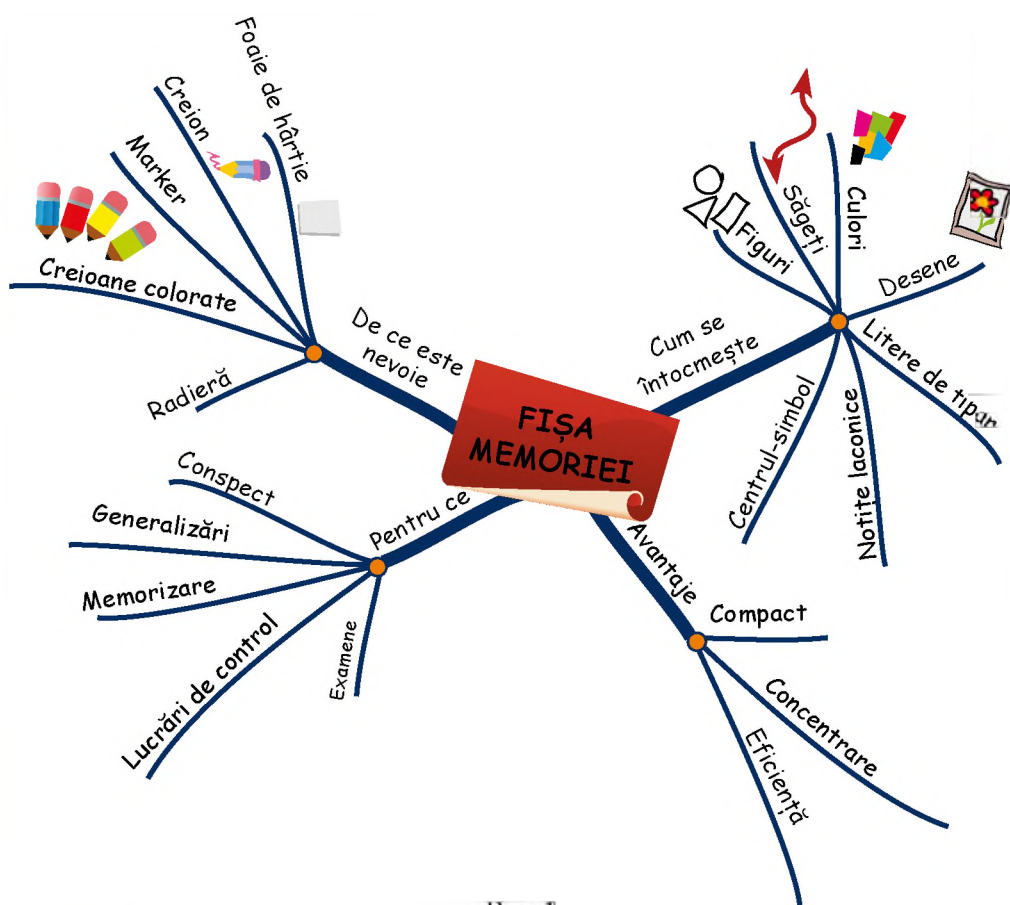 FIȘA
MEMORIEI
De ce este
nevoie
Foaie de hârtie
Creion
Marker
Creioane colorate
Radieră
Cum se
întocmește
Figuri
Săgeți
Culori
Desene
Litere de tipar
Notițe laconice
Centrul-simbol
Pentru ce
Conspect
Generalizări
Memorizare
Lucrări de control
Examene
Avantaje
Compact
Concentrare
Eficiență